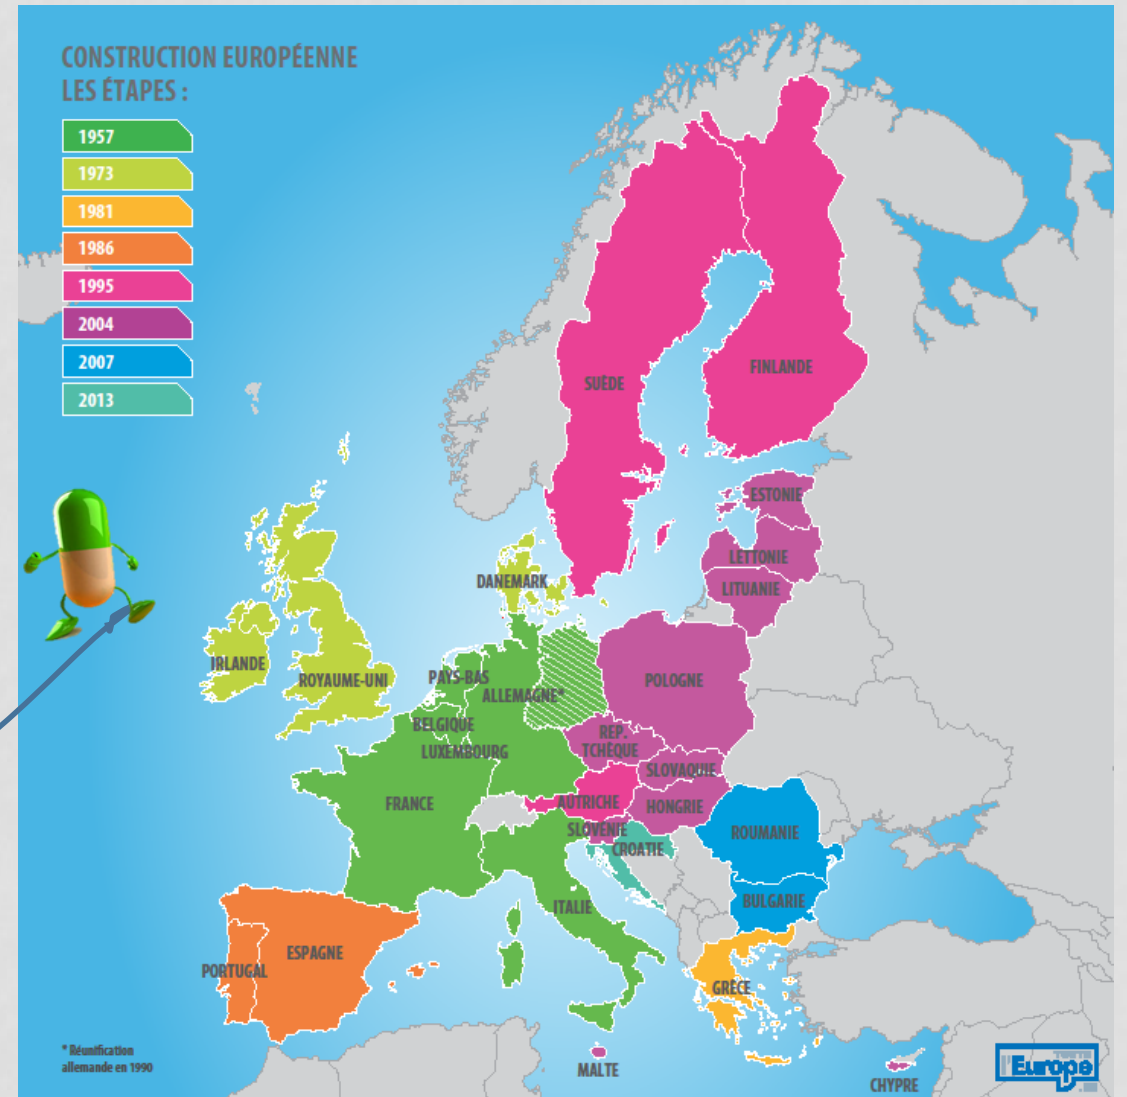 CONSTRUCTION EUROPÉENNE
LES ÉTAPES :
1957
1973
1981
1986
1995
2004
2007
2013
SUÈDE
FINLANDE
ESTONIE
LETTONIE
LITUANIE
DANEMARK
IRLANDE
ROYAUME-UNI
PAYS-BAS
ALLEMAGNE*
POLOGNE
BELGIQUE
LUXEMBOURG
REP.
TCHÈQUE
SLOVAQUIE
FRANCE
AUTRICHE
HONGRIE
SLOVÉNIE
CROATIE
ROUMANIE
BULGARIE
ITALIE
ESPAGNE
PORTUGAL
GRÈCE
MALTE
CHYPRE
* Réunification
allemande en 1990
TOUTE
l'Europe